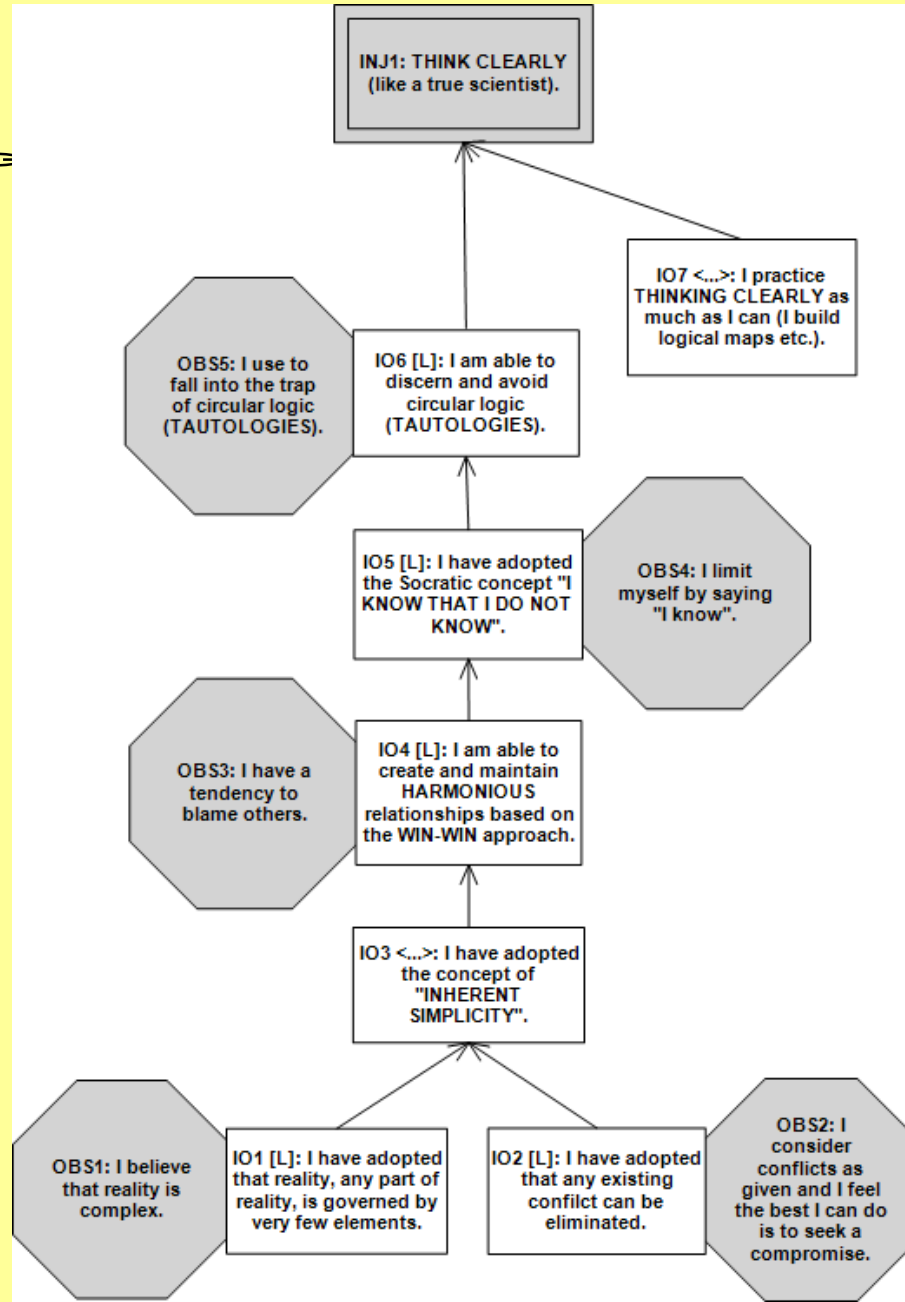 INJ1: THINK CLEARLY
(like a true scientist).
IO7 <...>: I practice
THINKING CLEARLY as
much as I can (I build
logical maps etc.).
OBS5: I use to
fall into the trap
of circular logic
(TAUTOLOGIES).
IO6 [L]: I am able to
discern and avoid
circular logic
(TAUTOLOGIES).
IO5 [L]: I have adopted
the Socratic concept "I
KNOW THAT I DO NOT
KNOW".
OBS4: I limit
myself by saying
"I know".
OBS3: I have a
tendency to
blame others.
IO4 [L]: I am able to
create and maintain
HARMONIOUS
relationships based on
the WIN-WIN approach.
IO3 <...>: I have adopted
the concept of
"INHERENT
SIMPLICITY".
OBS1: I believe
that reality is
complex.
IO1 [L]: I have adopted
that reality, any part of
reality, is governed by
very few elements.
IO2 [L]: I have adopted
that any existing
confilct can be
eliminated.
OBS2: I
consider
conflicts as
given and I feel
the best I can do
is to seek a
compromise.